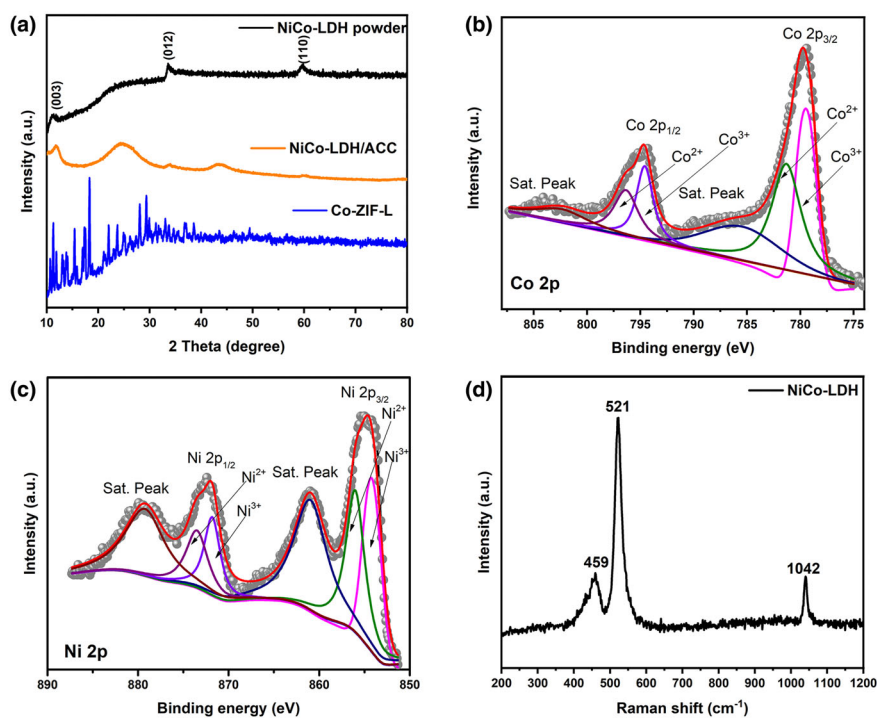 (a)
NiCo-LDH powder
(003)
(012)
(110)
NiCo-LDH/ACC
Co-ZIF-L
Intensity (a.u.)
10 20 30 40 50 60 70 80
2 Theta (degree)
(b)
Co 2p3/2
Co2+
Co3+
Co 2p1/2
Co3+
Co2+
Sat. Peak
Sat. Peak
Co 2p
Intensity (a.u.)
805 800 795 790 785 780 775
Binding energy (eV)
(c)
Ni 2p3/2
Ni2+
Ni3+
Ni 2p1/2
Ni2+
Ni3+
Sat. Peak
Sat. Peak
Ni 2p
Intensity (a.u.)
890 880 870 860 850
Binding energy (eV)
(d)
NiCo-LDH
521
459
1042
Intensity (a.u.)
200 300 400 500 600 700 800 900 1000 1100 1200
Raman shift (cm-1)